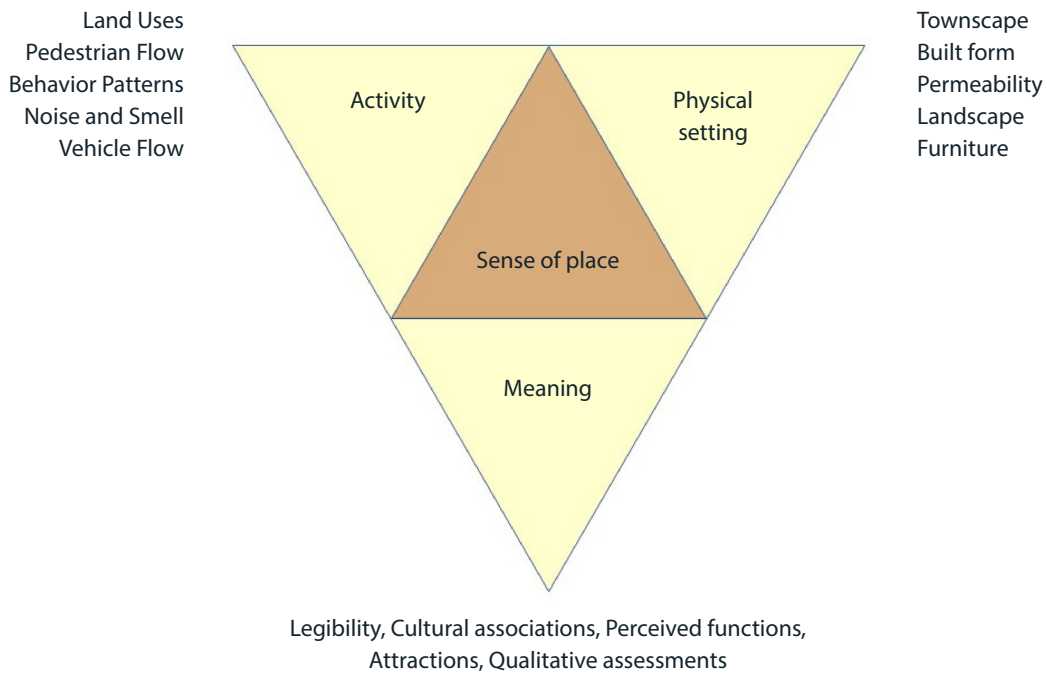 Land Uses
Pedestrian Flow
Behavior Patterns
Noise and Smell
Vehicle Flow
Townscape
Built form
Permeability
Landscape
Furniture
Activity
Physical
setting
Sense of place
Meaning
Legibility, Cultural associations, Perceived functions,
Attractions, Qualitative assessments